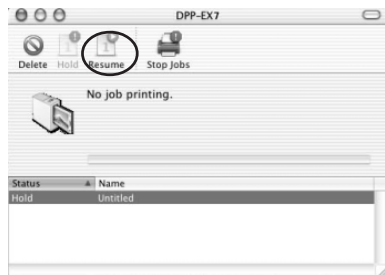 DPP-EX7
Delete Hold Resume Stop Jobs
No job printing.
Status Name
Hold Untitled